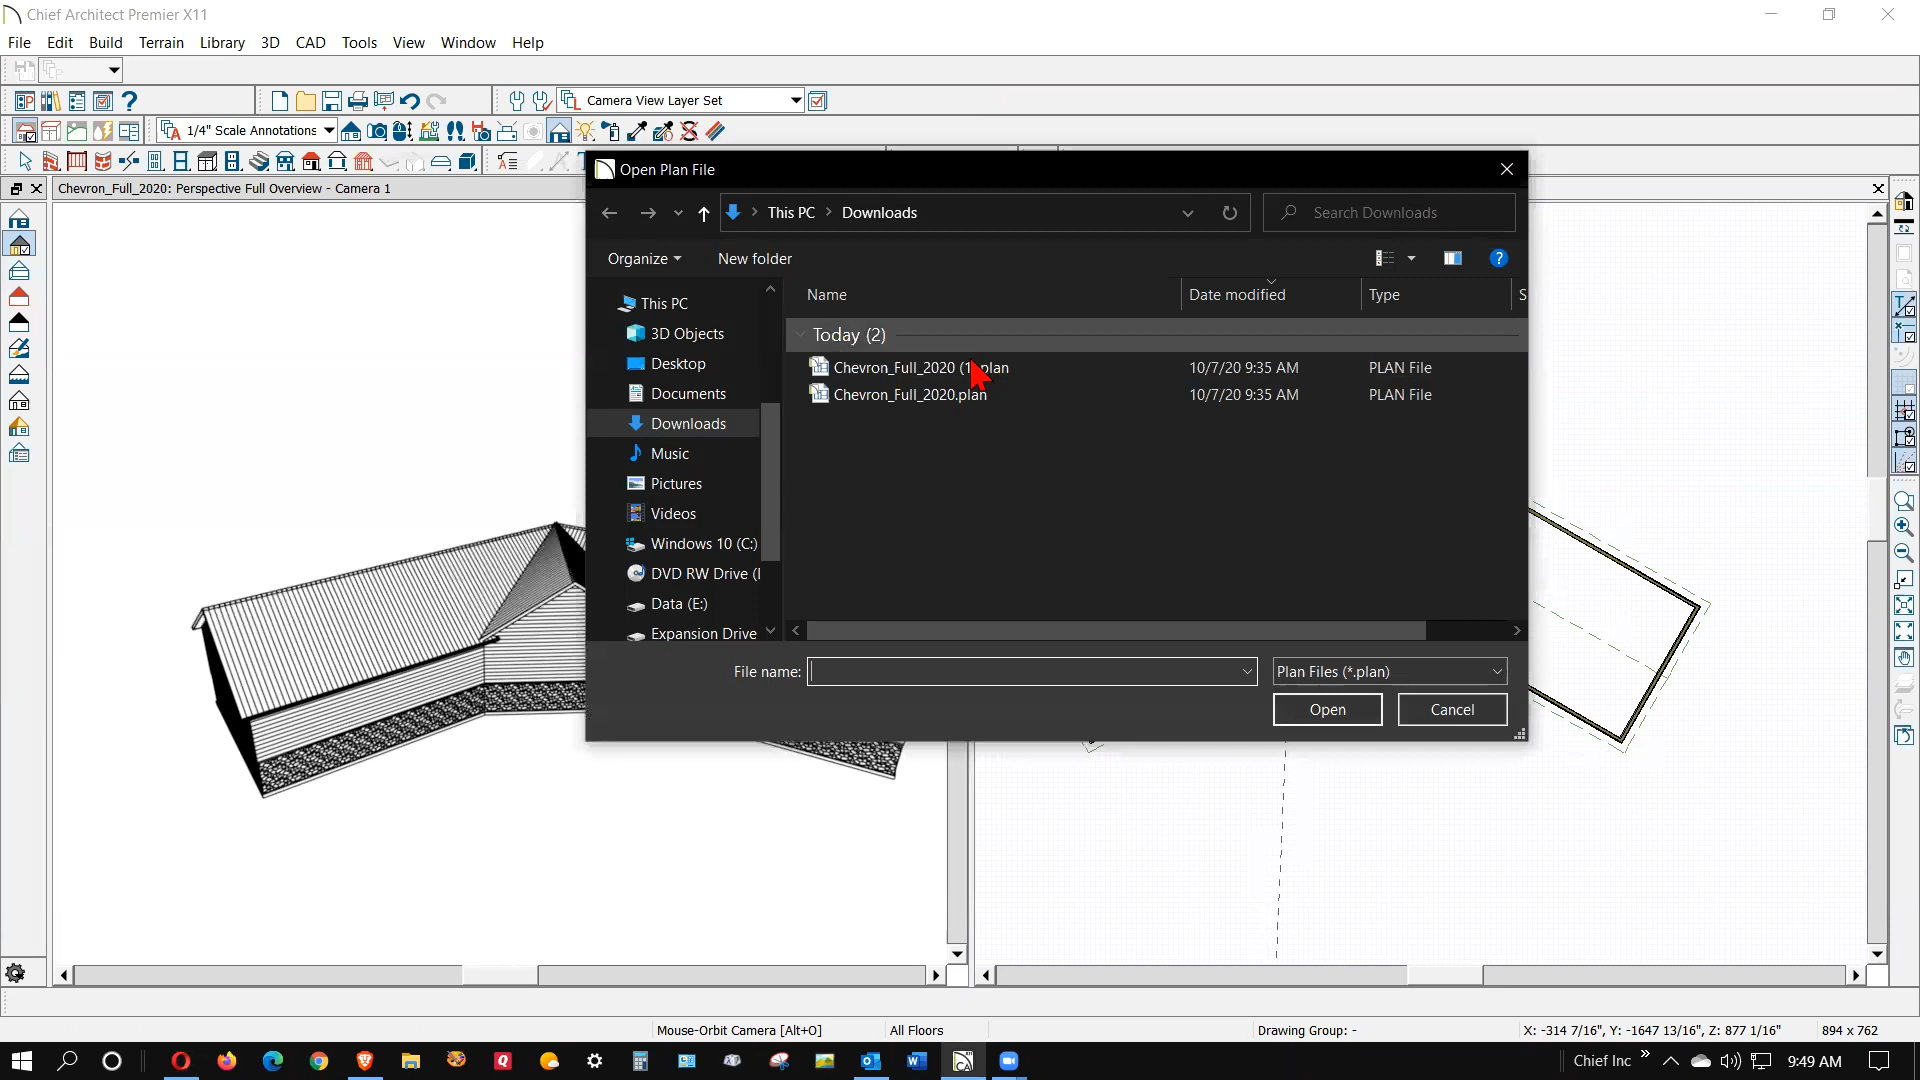 Chief Architect Premier X11
File Edit Build Terrain Library 3D CAD Tools View Window Help
Camera View Layer Set
1/4" Scale Annotations
Chevron_Full_2020: Perspective Full Overview - Camera 1
Open Plan File
This PC Downloads
Search Downloads
Organize New folder
Name Date modified Type S
This PC
3D Objects
Desktop
Documents
Downloads
Music
Pictures
Videos
Windows 10 (C:)
DVD RW Drive (
Data (E:)
Expansion Drive
Today (2)
Chevron_Full_2020 (1).plan 10/7/20 9:35 AM PLAN File
Chevron_Full_2020.plan 10/7/20 9:35 AM PLAN File
File name:
Plan Files (*.plan)
Open Cancel
Mouse-Orbit Camera [Alt+O] All Floors Drawing Group: - X: -314 7/16", Y: -1647 13/16", Z: 877 1/16" 894 x 762
Chief Inc 9:49 AM